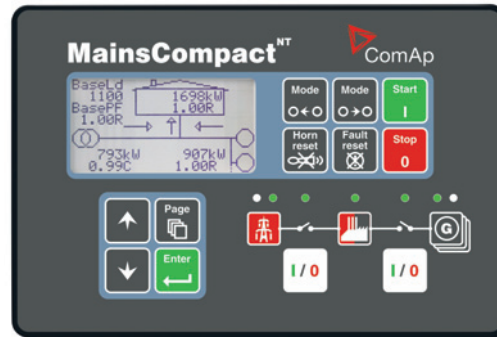 MainsCompact NT
ComAp
BaseLd
1100
1698kW
BasePF
1.00R
1.00R
793kW
907kW
0.99C
1.00R
Mode
Mode
Start
I
Horn
reset
Fault
reset
Stop
0
Page
Enter
G
I / 0
I / 0